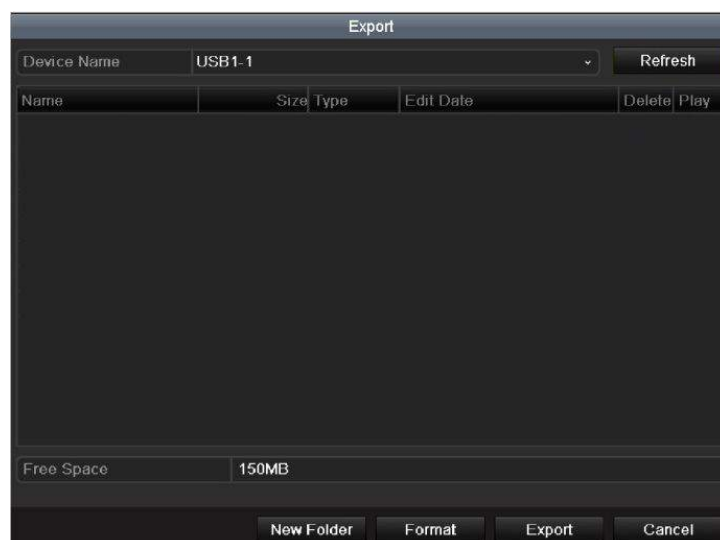 Export
Device Name USB1-1 Refresh
Name Size Type Edit Date Delete Play
Free Space 150MB
New Folder Format Export Cancel